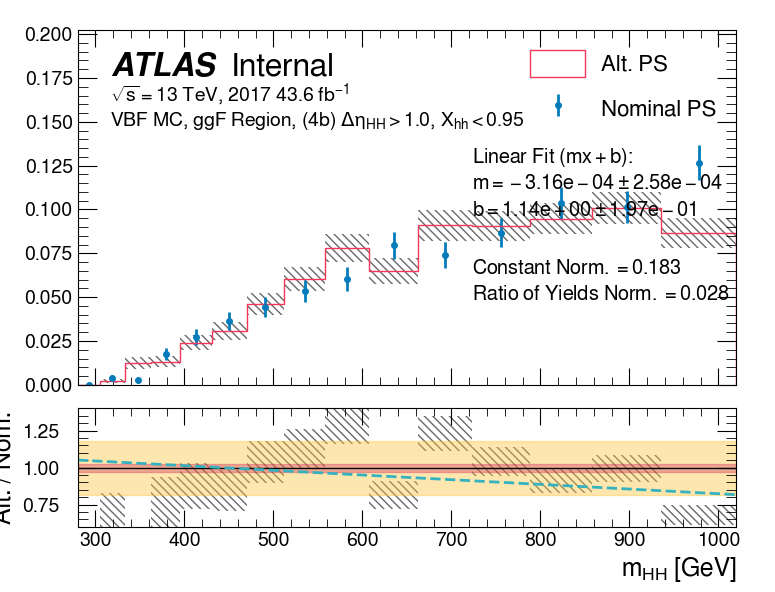 0.200
0.175
0.150
0.125
0.100
0.075
0.050
0.025
0.000
ATLAS Internal
√s = 13 TeV, 2017 43.6 fb⁻¹
VBF MC, ggF Region, (4b) Δη_HH > 1.0, X_hh < 0.95
Alt. PS
Nominal PS
Linear Fit (mx + b):
m = −3.16e−04 ± 2.58e−04
b = 1.14e+00 ± 1.97e−01
Constant Norm. = 0.183
Ratio of Yields Norm. = 0.028
Alt. / Nom.
1.25
1.00
0.75
300 400 500 600 700 800 900 1000
m_HH [GeV]